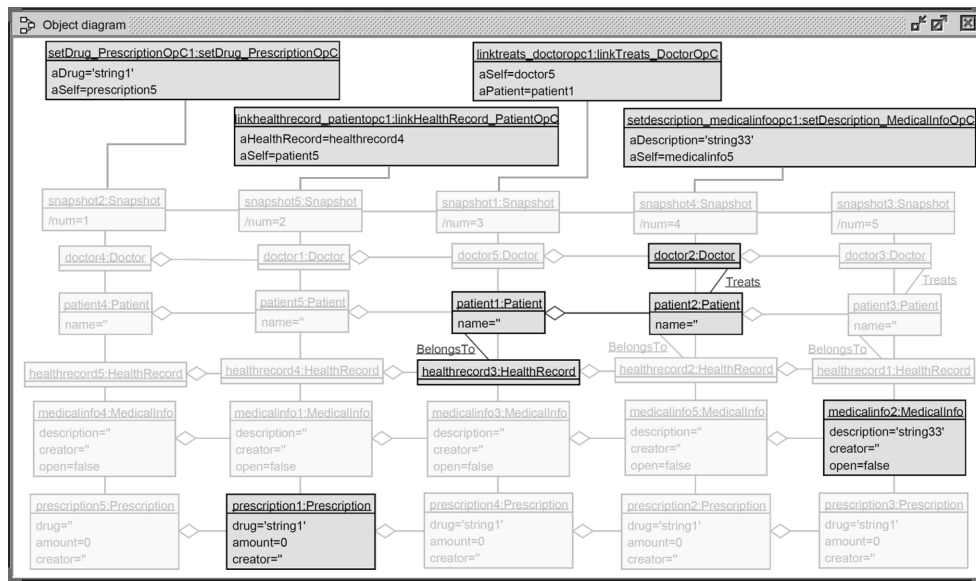 Object diagram
setDrug_PrescriptionOpC1:setDrug_PrescriptionOpC
aDrug='string1'
aSelf=prescription5
linktreats_doctoropc1:linkTreats_DoctorOpC
aSelf=doctor5
aPatient=patient1
linkhealthrecord_patientopc1:linkHealthRecord_PatientOpC
aHealthRecord=healthrecord4
aSelf=patient5
setdescription_medicalinfoopc1:setDescription_MedicalInfoOpC
aDescription='string33'
aSelf=medicalinfo5
snapshot2:Snapshot
/num=1
snapshot5:Snapshot
/num=2
snapshot1:Snapshot
/num=3
snapshot4:Snapshot
/num=4
snapshot3:Snapshot
/num=5
doctor4:Doctor
doctor1:Doctor
doctor5:Doctor
doctor2:Doctor
doctor3:Doctor
Treats
Treats
patient4:Patient
name=''
patient5:Patient
name=''
patient1:Patient
name=''
patient2:Patient
name=''
patient3:Patient
name=''
BelongsTo
BelongsTo
BelongsTo
healthrecord5:HealthRecord
healthrecord4:HealthRecord
healthrecord3:HealthRecord
healthrecord2:HealthRecord
healthrecord1:HealthRecord
medicalinfo4:MedicalInfo
description=''
creator=''
open=false
medicalinfo1:MedicalInfo
description=''
creator=''
open=false
medicalinfo3:MedicalInfo
description=''
creator=''
open=false
medicalinfo5:MedicalInfo
description=''
creator=''
open=false
medicalinfo2:MedicalInfo
description='string33'
creator=''
open=false
prescription5:Prescription
drug=''
amount=0
creator=''
prescription1:Prescription
drug='string1'
amount=0
creator=''
prescription4:Prescription
drug='string1'
amount=0
creator=''
prescription2:Prescription
drug='string1'
amount=0
creator=''
prescription3:Prescription
drug='string1'
amount=0
creator=''